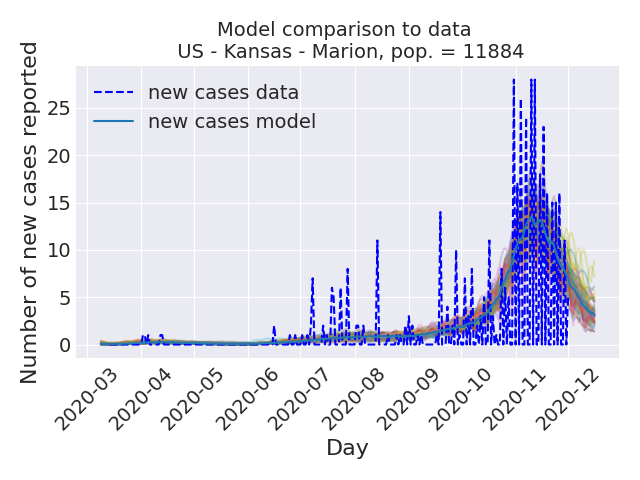 Model comparison to data
US - Kansas - Marion, pop. = 11884
Number of new cases reported
25
20
15
10
5
0
new cases data
new cases model
2020-03
2020-04
2020-05
2020-06
2020-07
2020-08
2020-09
2020-10
2020-11
2020-12
Day